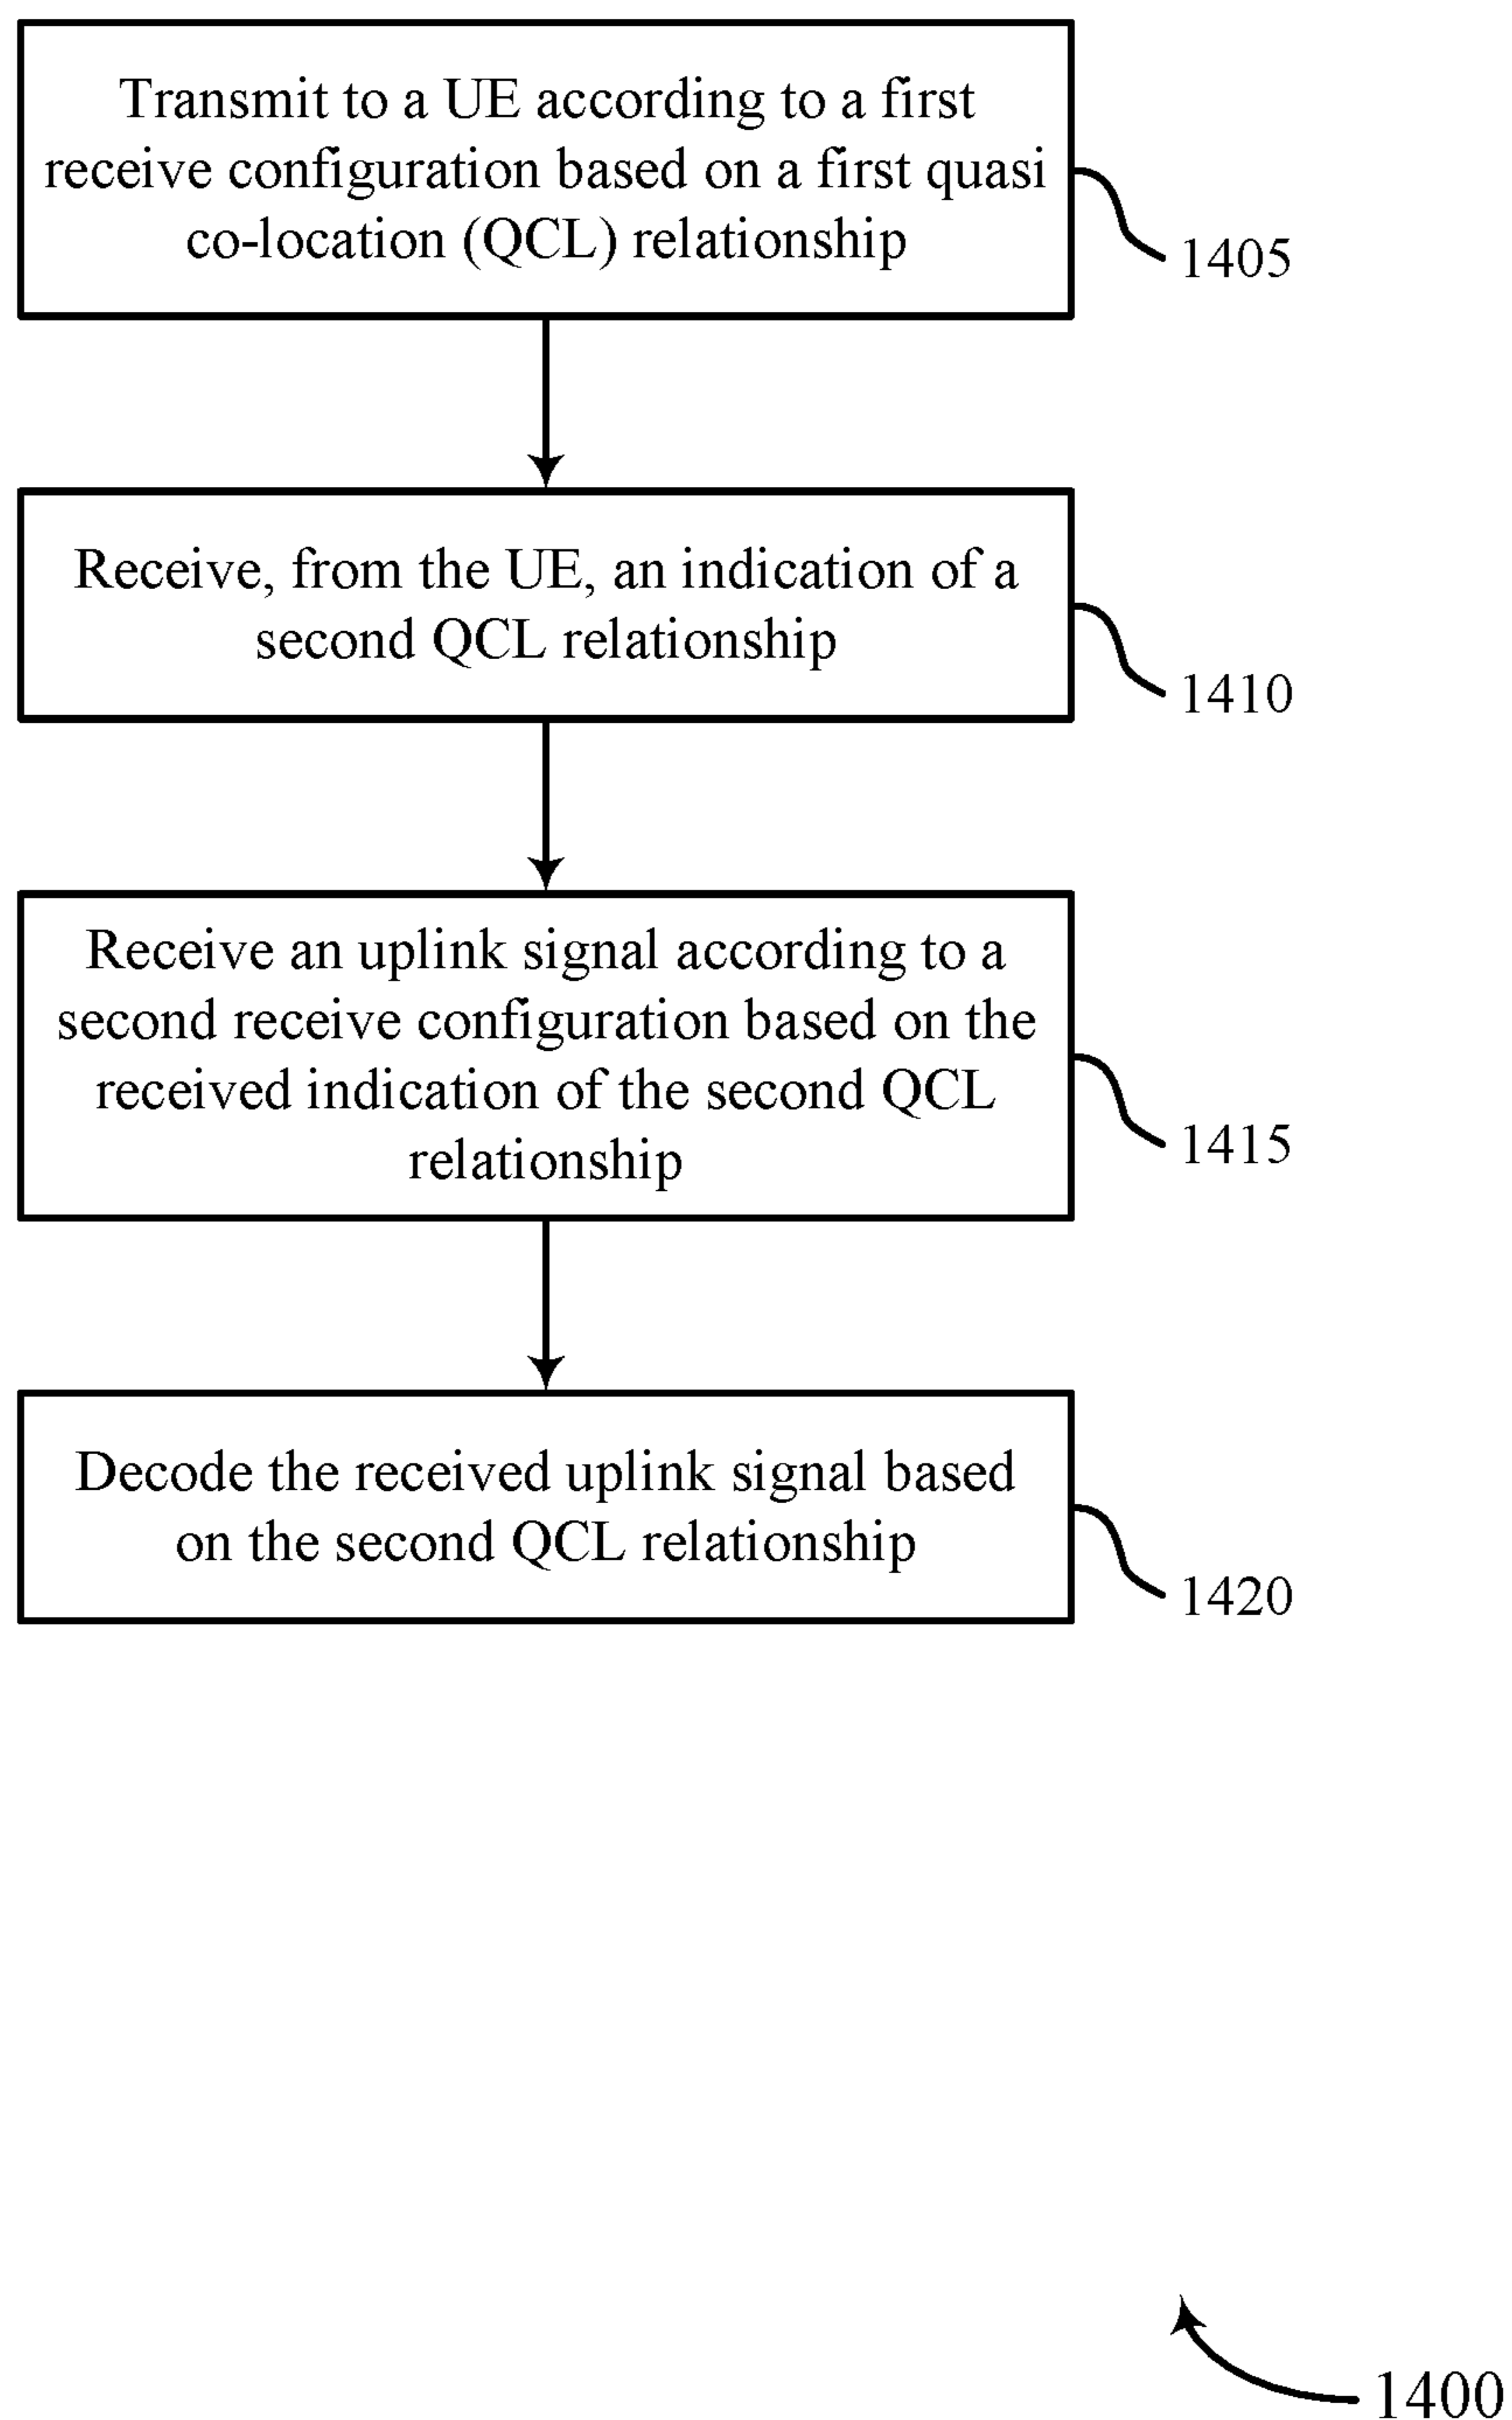 Transmit to a UE according to a first
receive configuration based on a first quasi
co-location (QCL) relationship
1405
Receive, from the UE, an indication of a
second QCL relationship
1410
Receive an uplink signal according to a
second receive configuration based on the
received indication of the second QCL
relationship
1415
Decode the received uplink signal based
on the second QCL relationship
1420
1400